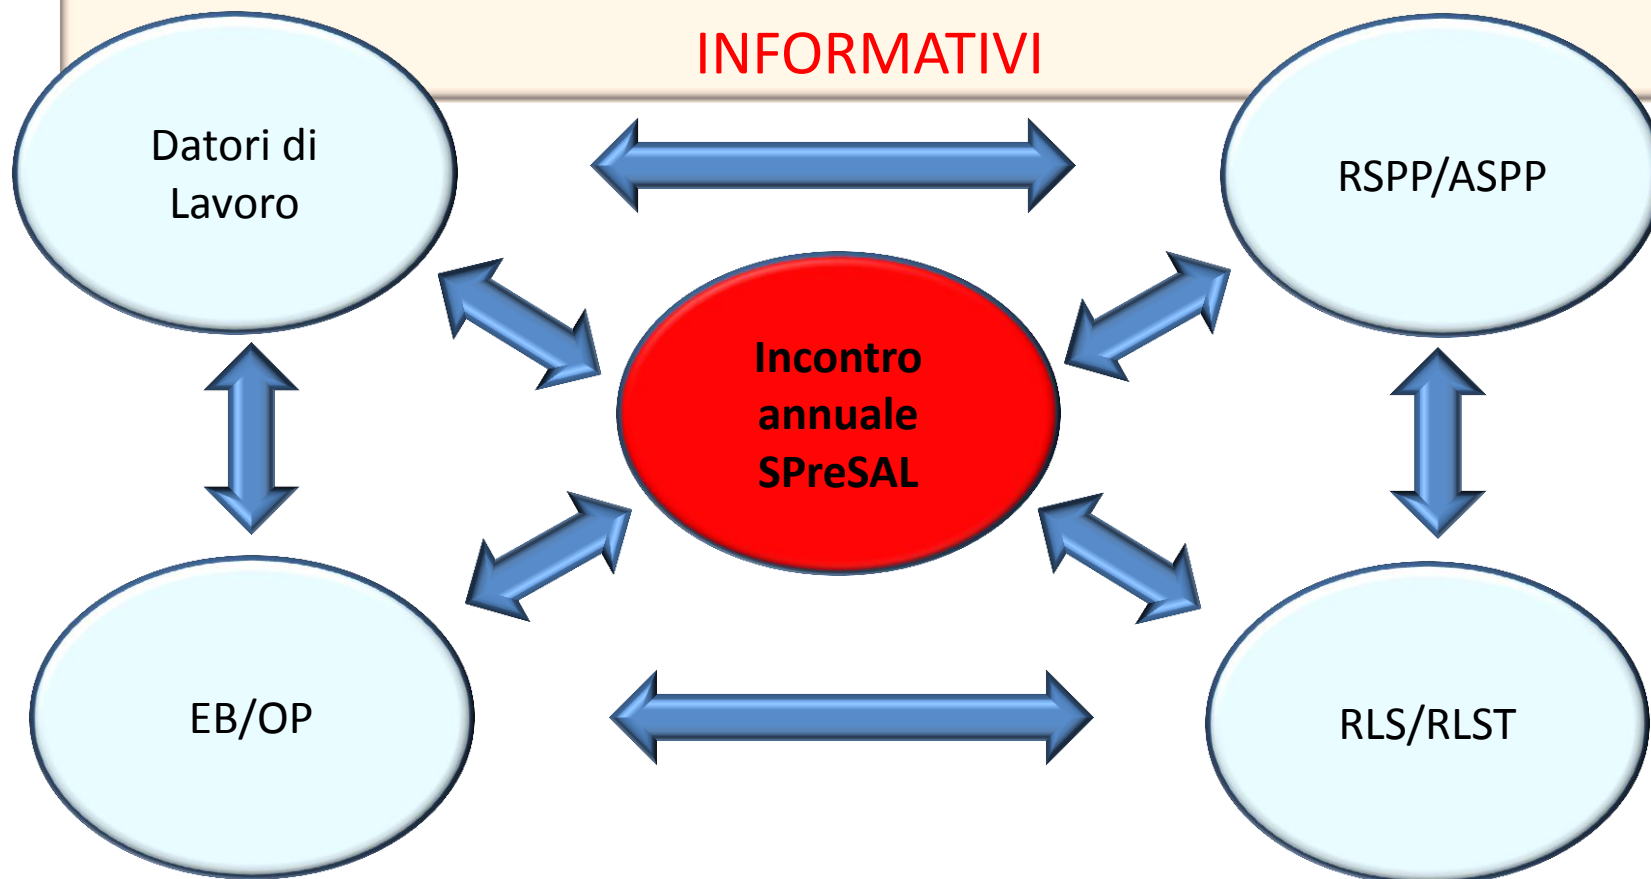 INFORMATIVI
Datori di
Lavoro
RSPP/ASPP
Incontro
annuale
SPreSAL
EB/OP
RLS/RLST